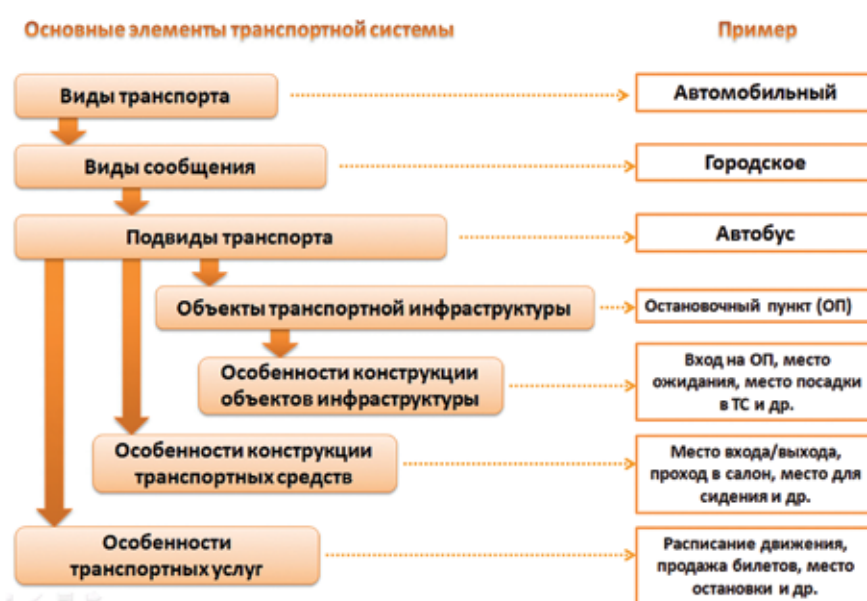 Основные элементы транспортной системы
Пример
Виды транспорта
Автомобильный
Виды сообщения
Городское
Подвиды транспорта
Автобус
Объекты транспортной инфраструктуры
Остановочный пункт (ОП)
Особенности конструкции
объектов инфраструктуры
Вход на ОП, место
ожидания, место посадки
в ТС и др.
Особенности конструкции
транспортных средств
Место входа/выхода,
проход в салон, место для
сидения и др.
Особенности
транспортных услуг
Расписание движения,
продажа билетов, место
остановки и др.